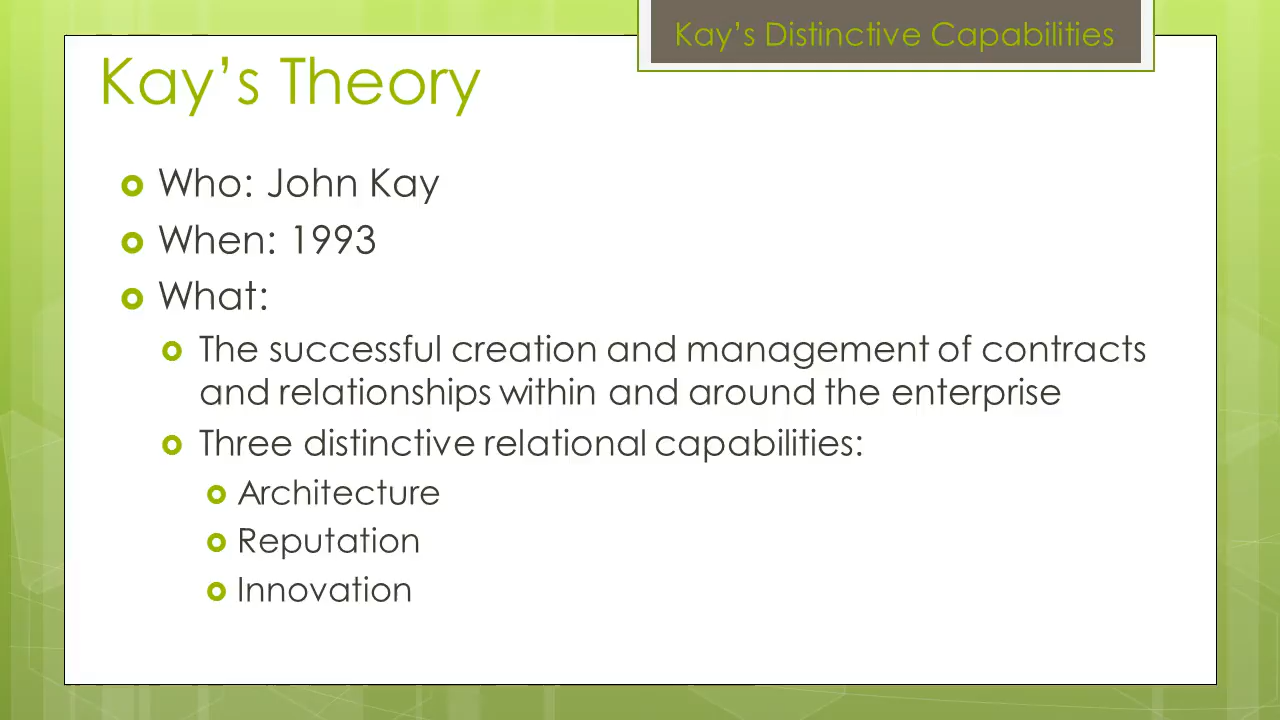 Kay's Distinctive Capabilities
Kay's Theory
Who: John Kay
When: 1993
What:
The successful creation and management of contracts
and relationships within and around the enterprise
Three distinctive relational capabilities:
Architecture
Reputation
Innovation